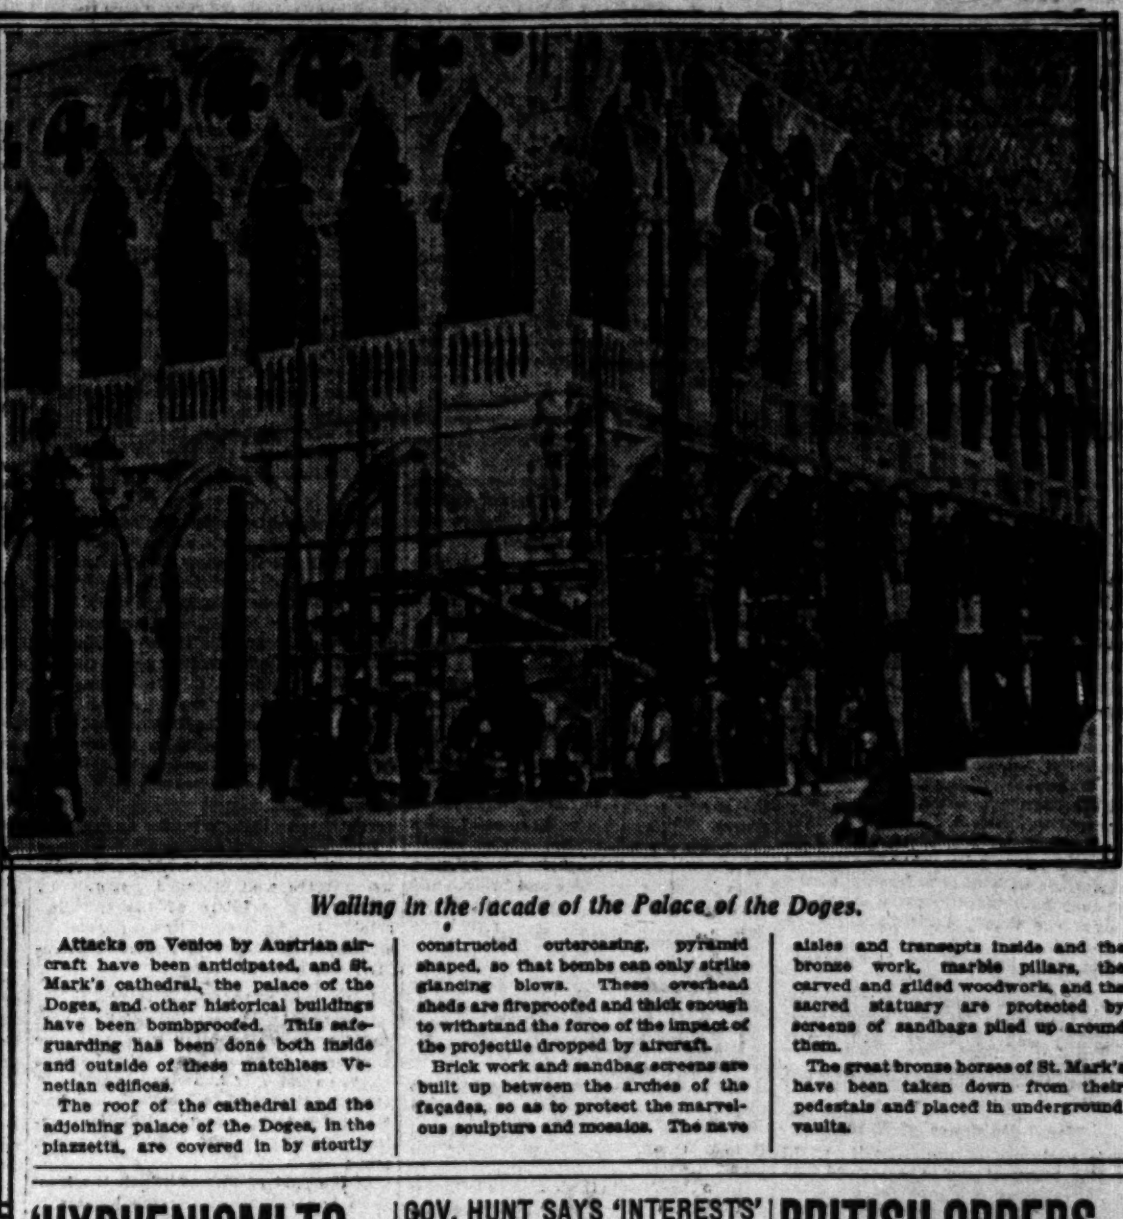 Walling in the facade of the Palace of the Doges.
Attacks on Venice by Austrian air-
craft have been anticipated, and St.
Mark's cathedral, the palace of the
Doges, and other historical buildings
have been bombproofed. This safe-
guarding has been done both inside
and outside of these matchless Ve-
netian edifices.
The roof of the cathedral and the
adjoining palace of the Doges, in the
piazzetta, are covered in by stoutly
constructed outercasing, pyramid
shaped, so that bombs can only strike
glancing blows. These overhead
sheds are fireproofed and thick enough
to withstand the force of the impact of
the projectile dropped by aircraft.
Brick work and sandbag screens are
built up between the arches of the
façades, so as to protect the marvel-
ous sculpture and mosaics. The nave
aisles and transepts inside and the
bronze work, marble pillars, the
carved and gilded woodwork, and the
sacred statuary are protected by
screens of sandbags piled up around
them.
The great bronze horses of St. Mark's
have been taken down from their
pedestals and placed in underground
vaults.
'HYPHENISM' TO
GOV. HUNT SAYS 'INTERESTS'
BRITISH ORDERS